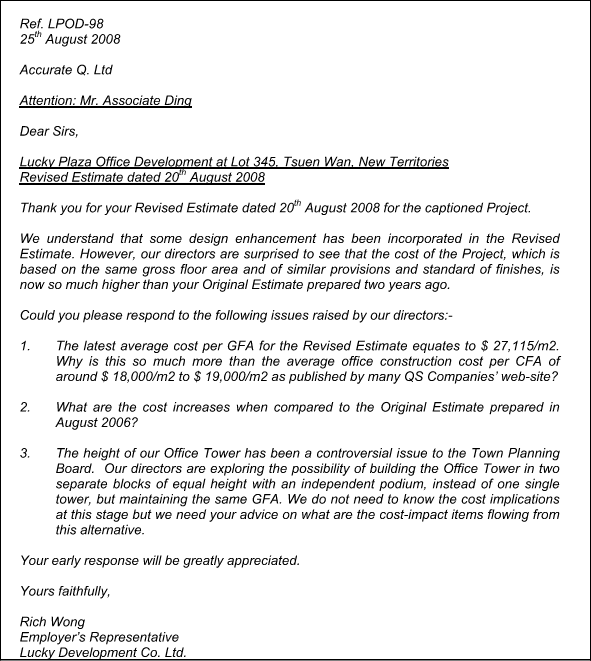 Ref. LPOD-98
25th August 2008
Accurate Q. Ltd
Attention: Mr. Associate Ding
Dear Sirs,
Lucky Plaza Office Development at Lot 345, Tsuen Wan, New Territories
Revised Estimate dated 20th August 2008
Thank you for your Revised Estimate dated 20th August 2008 for the captioned Project.
We understand that some design enhancement has been incorporated in the Revised
Estimate. However, our directors are surprised to see that the cost of the Project, which is
based on the same gross floor area and of similar provisions and standard of finishes, is
now so much higher than your Original Estimate prepared two years ago.
Could you please respond to the following issues raised by our directors:-
1. The latest average cost per GFA for the Revised Estimate equates to $ 27,115/m2.
Why is this so much more than the average office construction cost per CFA of
around $ 18,000/m2 to $ 19,000/m2 as published by many QS Companies' web-site?
2. What are the cost increases when compared to the Original Estimate prepared in
August 2006?
3. The height of our Office Tower has been a controversial issue to the Town Planning
Board. Our directors are exploring the possibility of building the Office Tower in two
separate blocks of equal height with an independent podium, instead of one single
tower, but maintaining the same GFA. We do not need to know the cost implications
at this stage but we need your advice on what are the cost-impact items flowing from
this alternative.
Your early response will be greatly appreciated.
Yours faithfully,
Rich Wong
Employer's Representative
Lucky Development Co. Ltd.